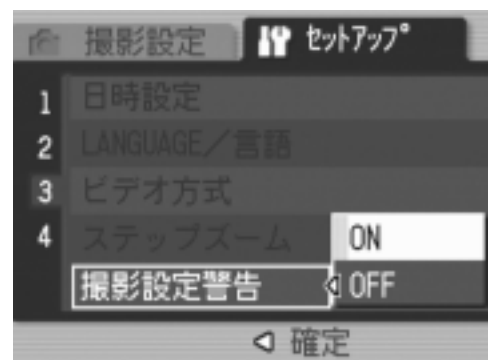 撮影設定 セットアップ
1 日時設定
2 LANGUAGE／言語
3 ビデオ方式
4 ステップズーム ON
撮影設定警告 OFF
確定